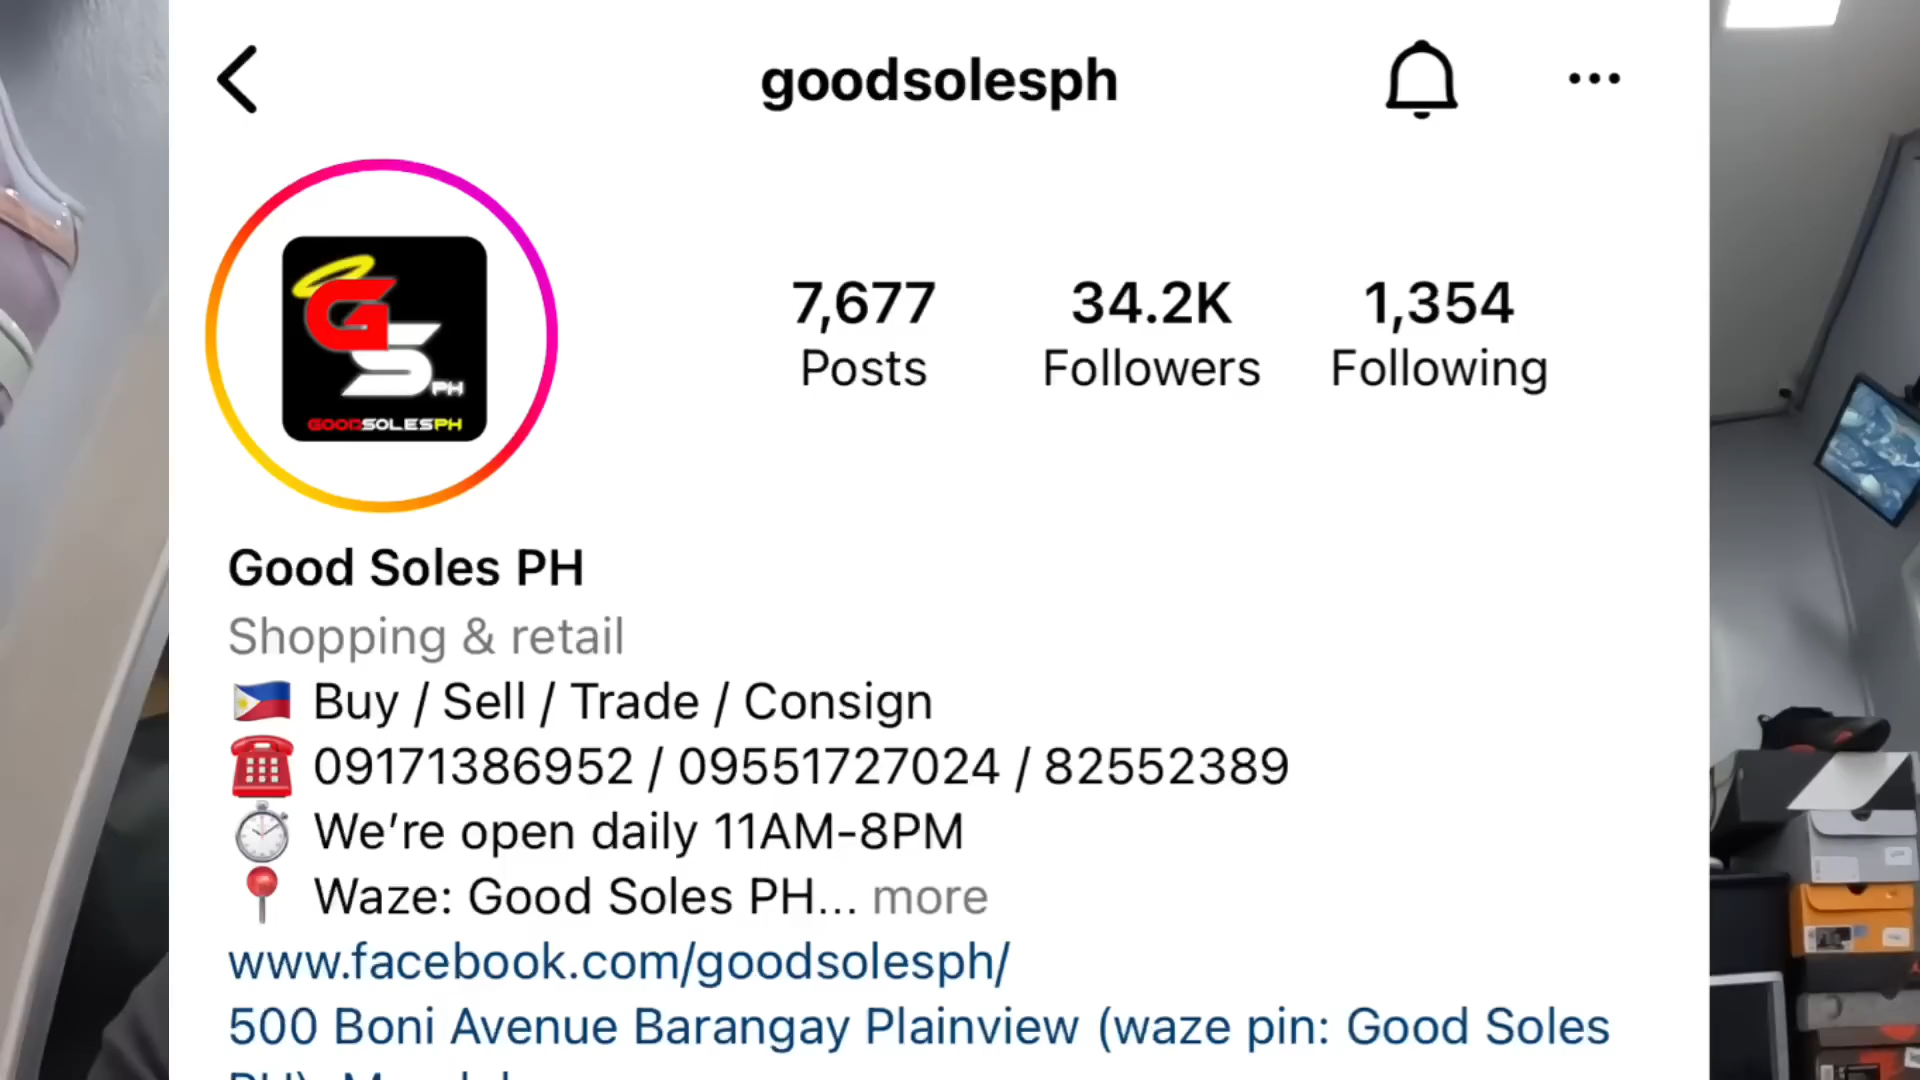 goodsolesph
GS PH
GOODSOLESPH
7,677 34.2K 1,354
Posts Followers Following
Good Soles PH
Shopping & retail
Buy / Sell / Trade / Consign
09171386952 / 09551727024 / 82552389
We're open daily 11AM-8PM
Waze: Good Soles PH... more
www.facebook.com/goodsolesph/
500 Boni Avenue Barangay Plainview (waze pin: Good Soles